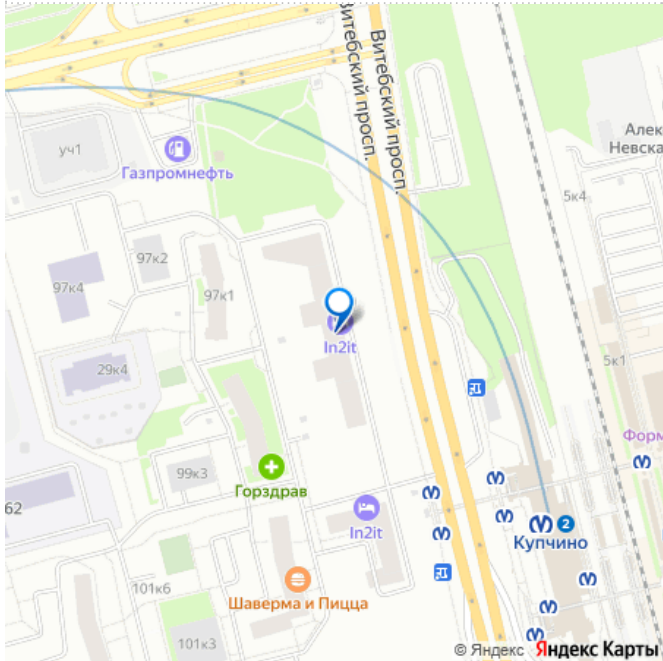 Витебский просп.
Витебский просп.
Алек
Невска
уч1
Газпромнефть
5к4
97к2
97к4
97к1
In2it
29к4
5к1
Форм
99к3
Горздрав
62
In2it
2
Купчино
101к6
Шаверма и Пицца
101к3
© Яндекс Яндекс Карты